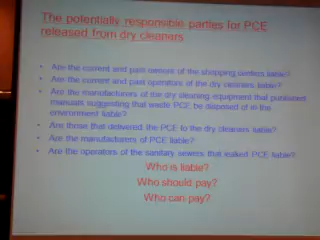 The potentially responsible parties for PCE
released from dry cleaners
• Are the current and past owners of the shopping centers liable?
• Are the current and past operators of the dry cleaners liable?
• Are the manufacturers of the dry cleaning equipment that published
manuals suggesting that waste PCE be disposed of in the
environment liable?
• Are those that delivered the PCE to the dry cleaners liable?
• Are the manufacturers of PCE liable?
• Are the operators of the sanitary sewers that leaked PCE liable?
Who is liable?
Who should pay?
Who can pay?